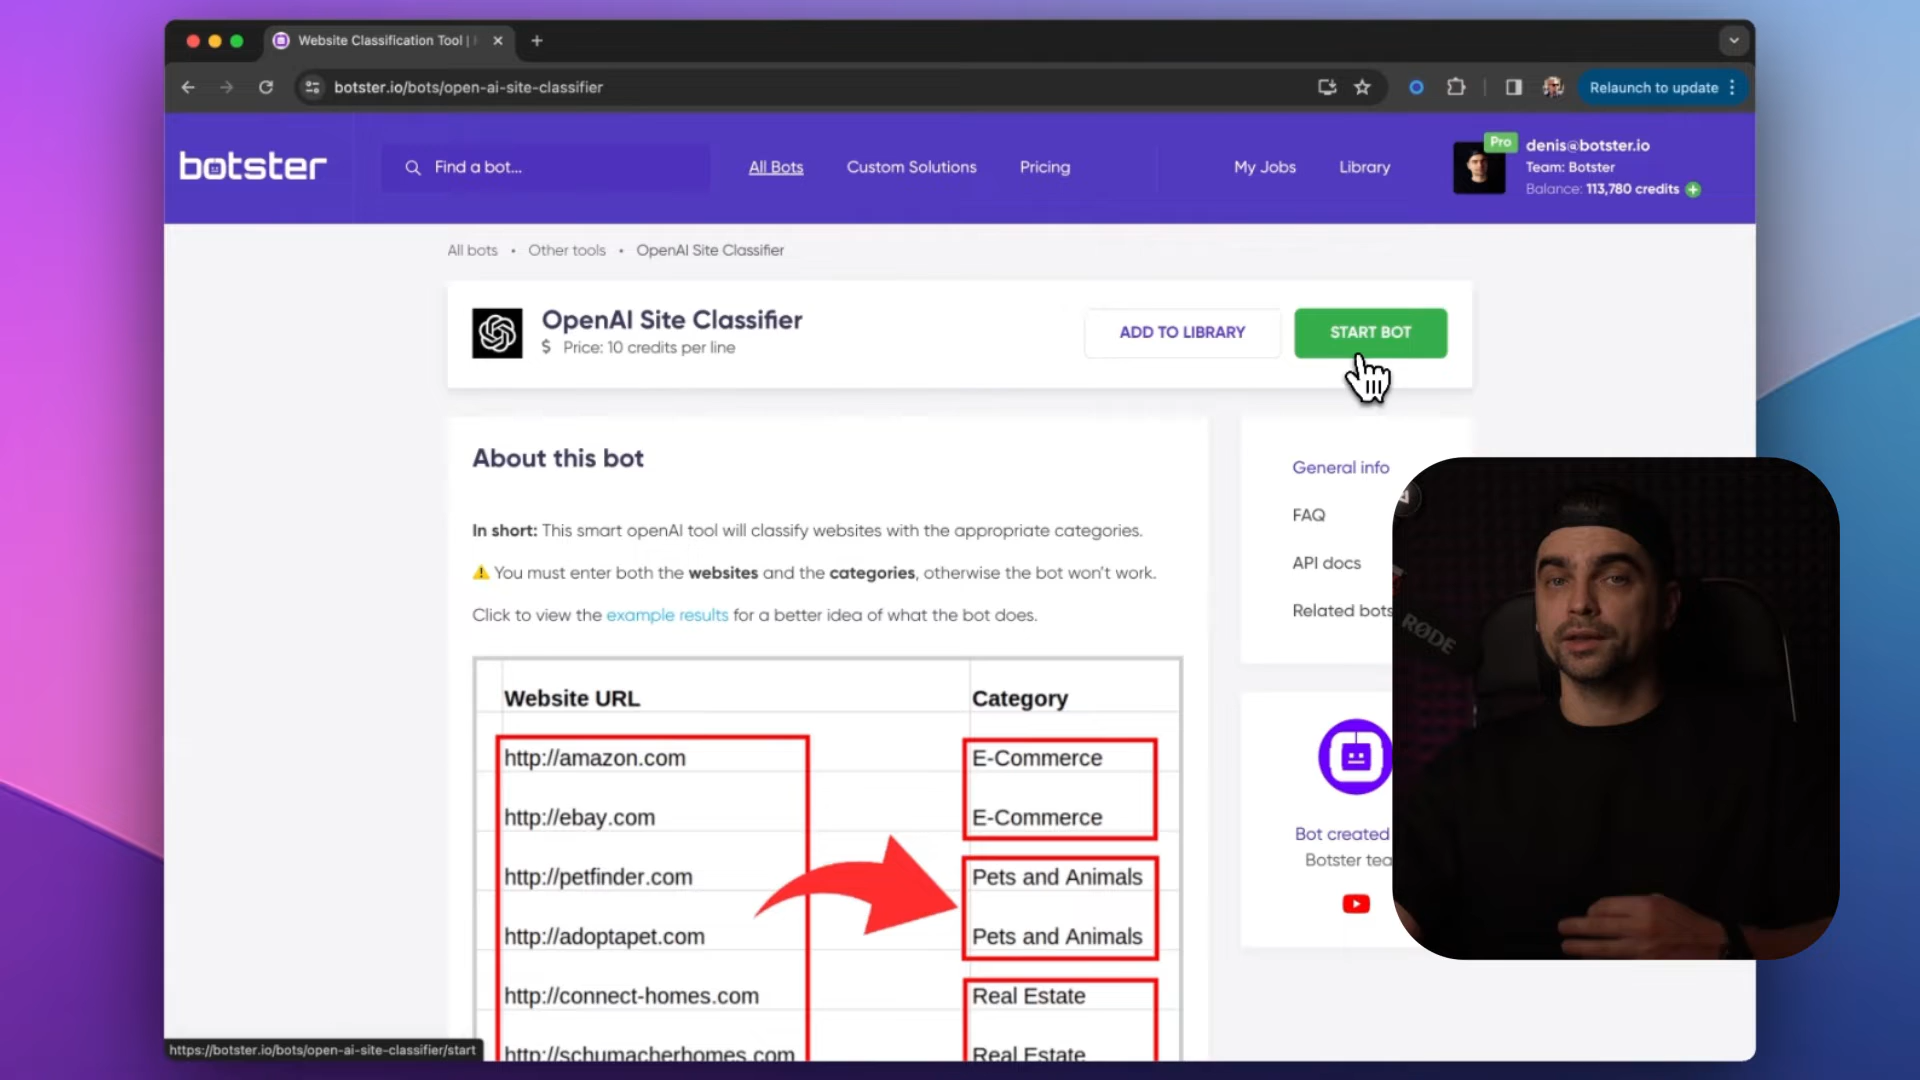 Website Classification Tool |
botster.io/bots/open-ai-site-classifier
Relaunch to update
botster
Find a bot...
All Bots
Custom Solutions
Pricing
My Jobs
Library
Pro
denis@botster.io
Team: Botster
Balance: 113,780 credits
All bots • Other tools • OpenAI Site Classifier
OpenAI Site Classifier
$ Price: 10 credits per line
ADD TO LIBRARY
START BOT
About this bot
In short: This smart openAI tool will classify websites with the appropriate categories.
You must enter both the websites and the categories, otherwise the bot won't work.
Click to view the example results for a better idea of what the bot does.
General info
FAQ
API docs
Related bots
RØDE
Website URL Category
http://amazon.com E-Commerce
http://ebay.com E-Commerce
http://petfinder.com Pets and Animals
http://adoptapet.com Pets and Animals
http://connect-homes.com Real Estate
http://schumacherhomes.com Real Estate
Bot created
Botster tea
https://botster.io/bots/open-ai-site-classifier/start